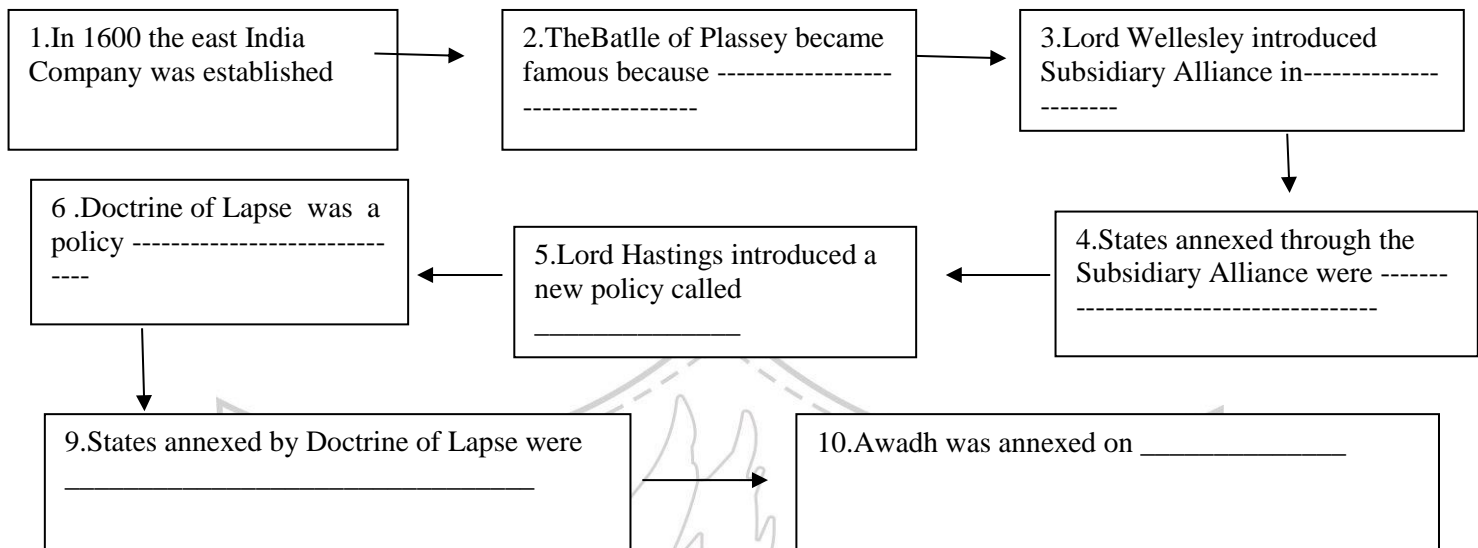 1.In 1600 the east India
Company was established
2.TheBatlle of Plassey became
famous because ------------------
------------------
3.Lord Wellesley introduced
Subsidiary Alliance in--------------
--------
4.States annexed through the
Subsidiary Alliance were -------
-------------------------------
5.Lord Hastings introduced a
new policy called
______________
6 .Doctrine of Lapse was a
policy --------------------------
----
9.States annexed by Doctrine of Lapse were
________________________________
10.Awadh was annexed on ______________